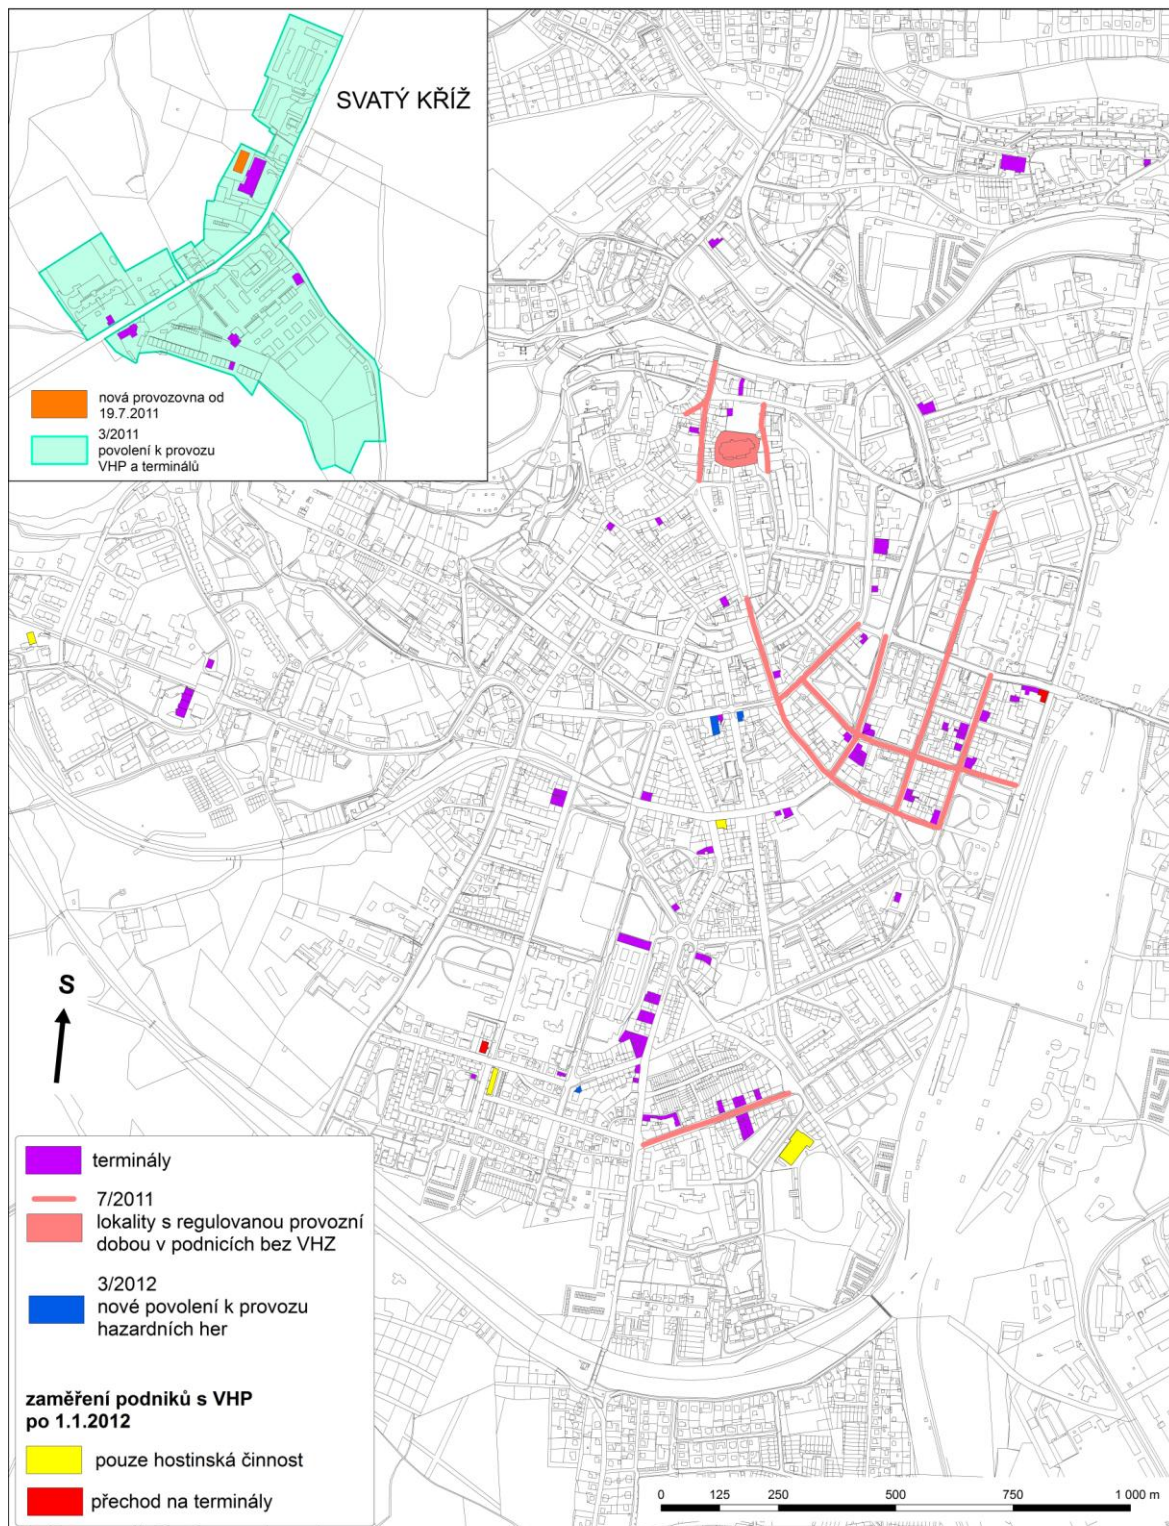 SVATÝ KŘÍŽ
nová provozovna od
19.7.2011
3/2011
povolení k provozu
VHP a terminálů
S
terminály
7/2011
lokality s regulovanou provozní
dobou v podnicích bez VHZ
3/2012
nové povolení k provozu
hazardních her
zaměření podniků s VHP
po 1.1.2012
pouze hostinská činnost
přechod na terminály
0 125 250 500 750 1 000 m